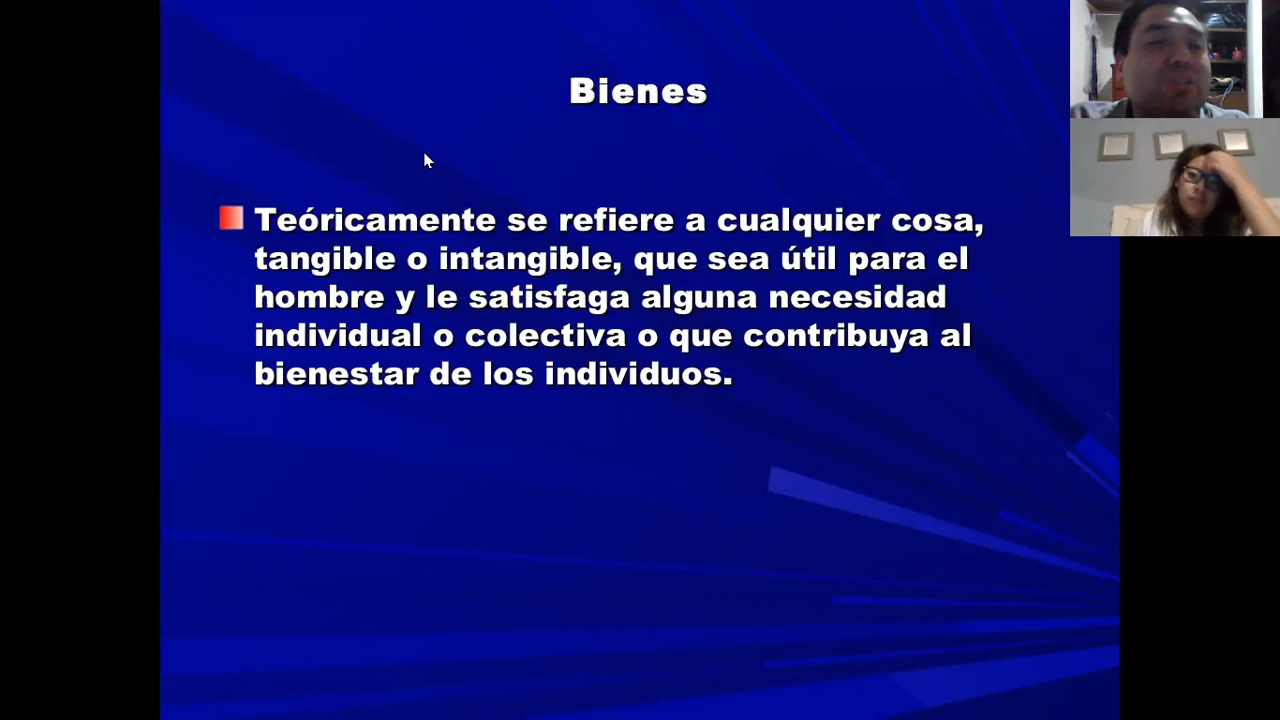 Bienes
Teóricamente se refiere a cualquier cosa,
tangible o intangible, que sea útil para el
hombre y le satisfaga alguna necesidad
individual o colectiva o que contribuya al
bienestar de los individuos.